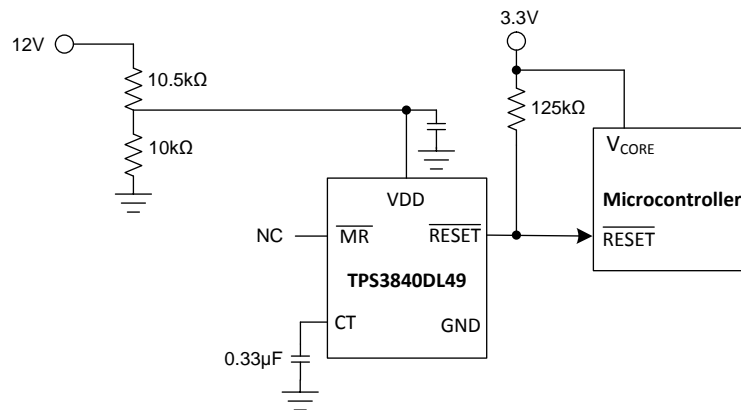 3.3V
12V
10.5kΩ
125kΩ
10kΩ
VCORE
VDD
Microcontroller
NC
MR
RESET
RESET
TPS3840DL49
CT
GND
0.33µF